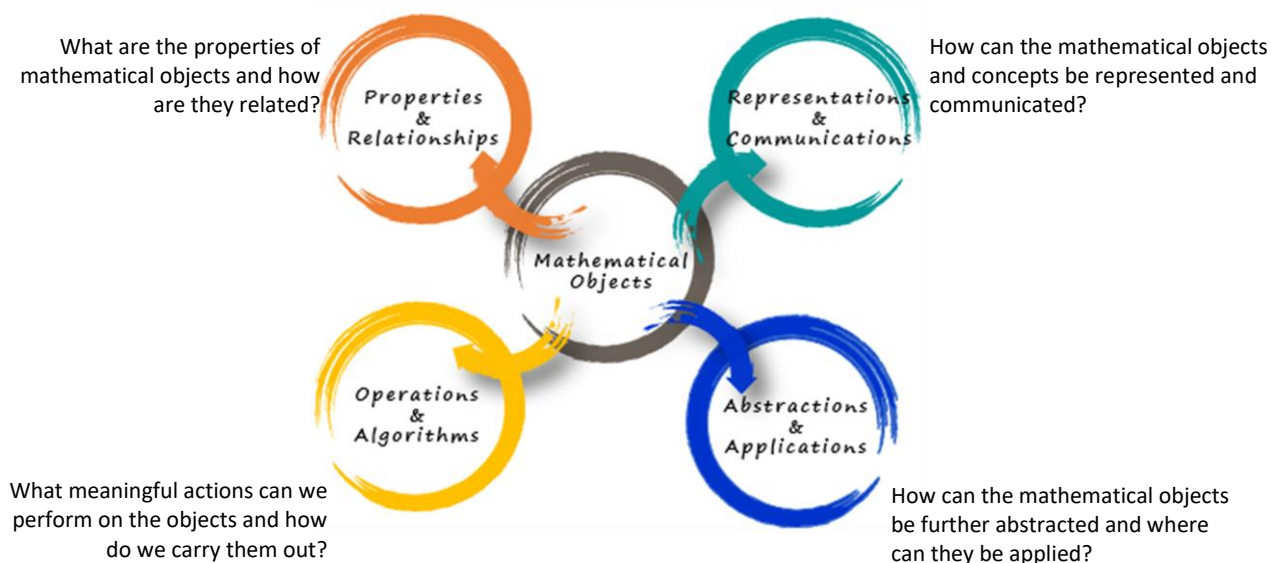 What are the properties of
mathematical objects and how
are they related?
Properties
&
Relationships
Representations
&
Communications
How can the mathematical objects
and concepts be represented and
communicated?
Mathematical
Objects
Operations
&
Algorithms
What meaningful actions can we
perform on the objects and how
do we carry them out?
Abstractions
&
Applications
How can the mathematical objects
be further abstracted and where
can they be applied?